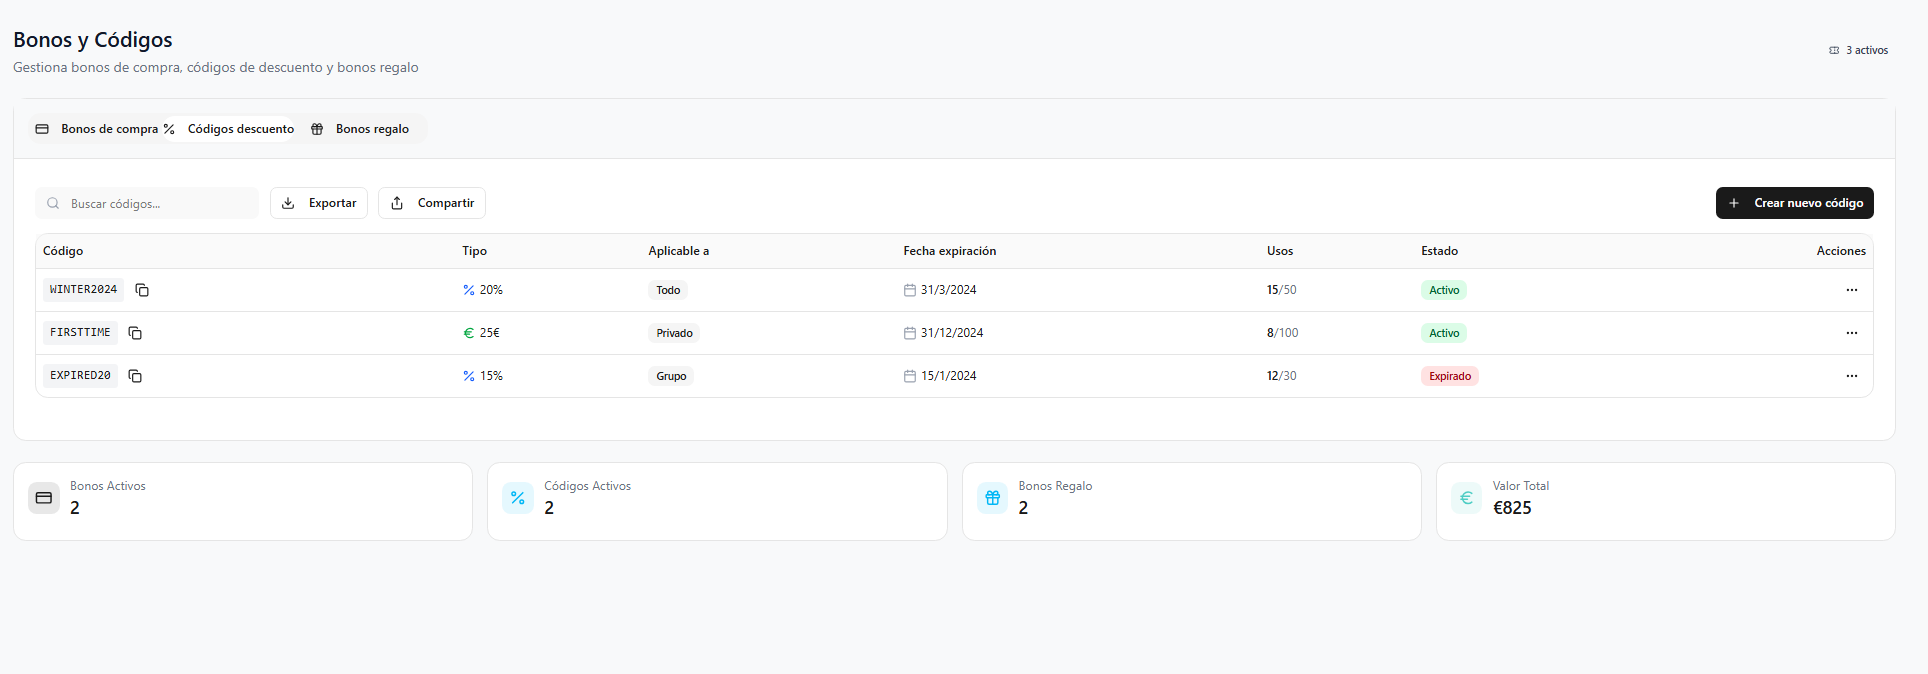 Bonos y Códigos
Gestiona bonos de compra, códigos de descuento y bonos regalo
3 activos
Bonos de compra Códigos descuento Bonos regalo
Buscar códigos... Exportar Compartir Crear nuevo código
Código Tipo Aplicable a Fecha expiración Usos Estado Acciones
WINTER2024 20% Todo 31/3/2024 15/50 Activo
FIRSTTIME € 25€ Privado 31/12/2024 8/100 Activo
EXPIRED20 15% Grupo 15/1/2024 12/30 Expirado
Bonos Activos Códigos Activos Bonos Regalo Valor Total
2 2 2 €825